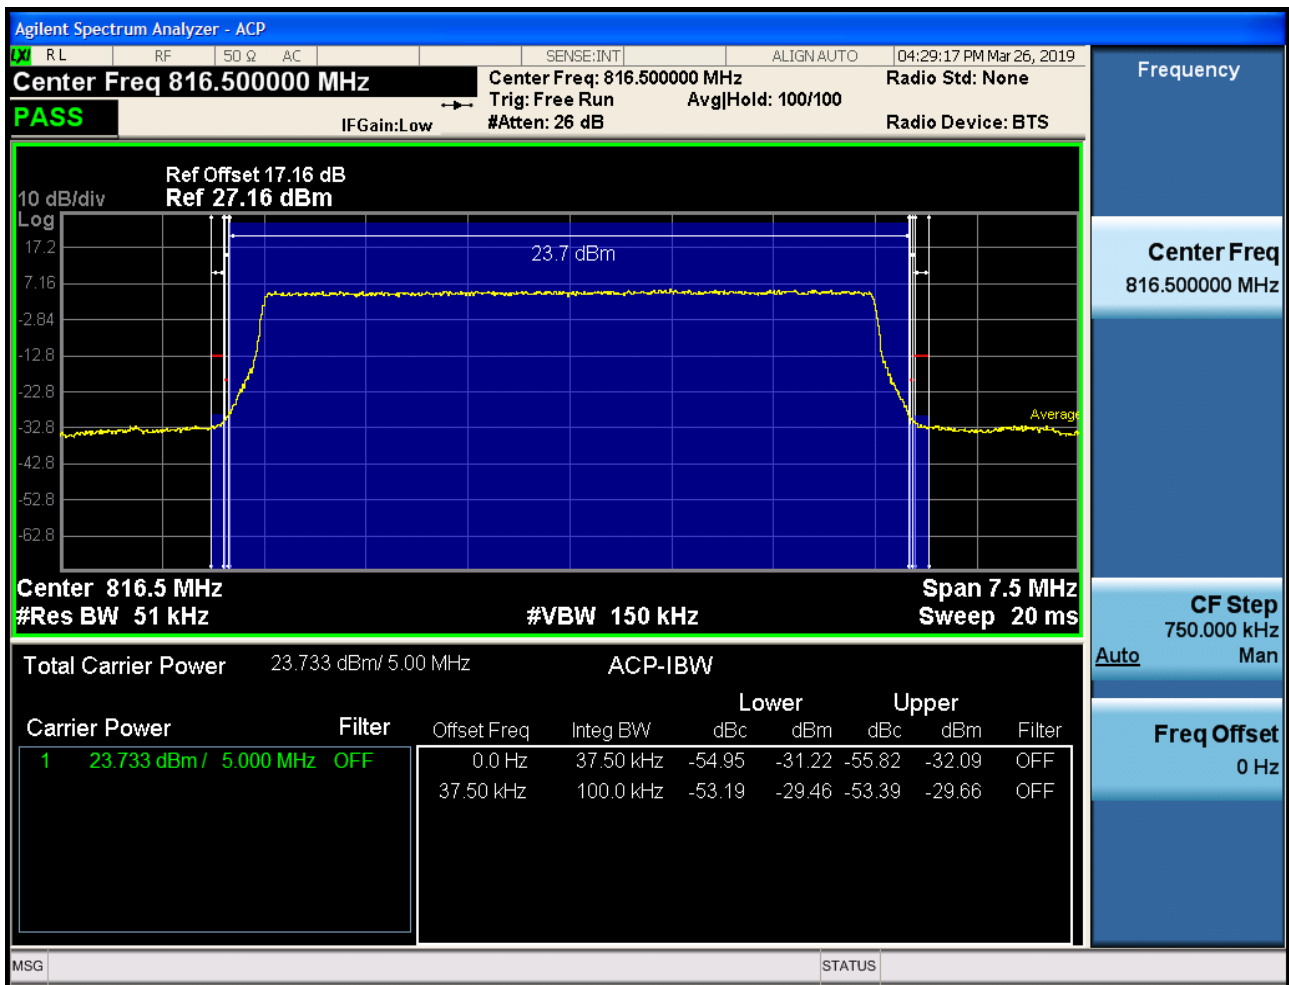 Agilent Spectrum Analyzer - ACP
LXI RL RF 50 Ω AC SENSE:INT ALIGN AUTO 04:29:17 PM Mar 26, 2019
Center Freq 816.500000 MHz
Center Freq: 816.500000 MHz
Radio Std: None
Trig: Free Run
Avg|Hold: 100/100
PASS
IFGain:Low
#Atten: 26 dB
Radio Device: BTS
Frequency
Ref Offset 17.16 dB
10 dB/div Ref 27.16 dBm
Log
17.2
7.16
-2.84
-12.8
-22.8
-32.8
-42.8
-52.8
-62.8
23.7 dBm
Average
Center Freq
816.500000 MHz
Center 816.5 MHz
Span 7.5 MHz
#Res BW 51 kHz
#VBW 150 kHz
Sweep 20 ms
CF Step
750.000 kHz
Auto Man
Total Carrier Power 23.733 dBm/ 5.00 MHz
ACP-IBW
Lower Upper
Carrier Power Filter
Offset Freq Integ BW dBc dBm dBc dBm Filter
1 23.733 dBm / 5.000 MHz OFF
0.0 Hz 37.50 kHz -54.95 -31.22 -55.82 -32.09 OFF
37.50 kHz 100.0 kHz -53.19 -29.46 -53.39 -29.66 OFF
Freq Offset
0 Hz
MSG STATUS